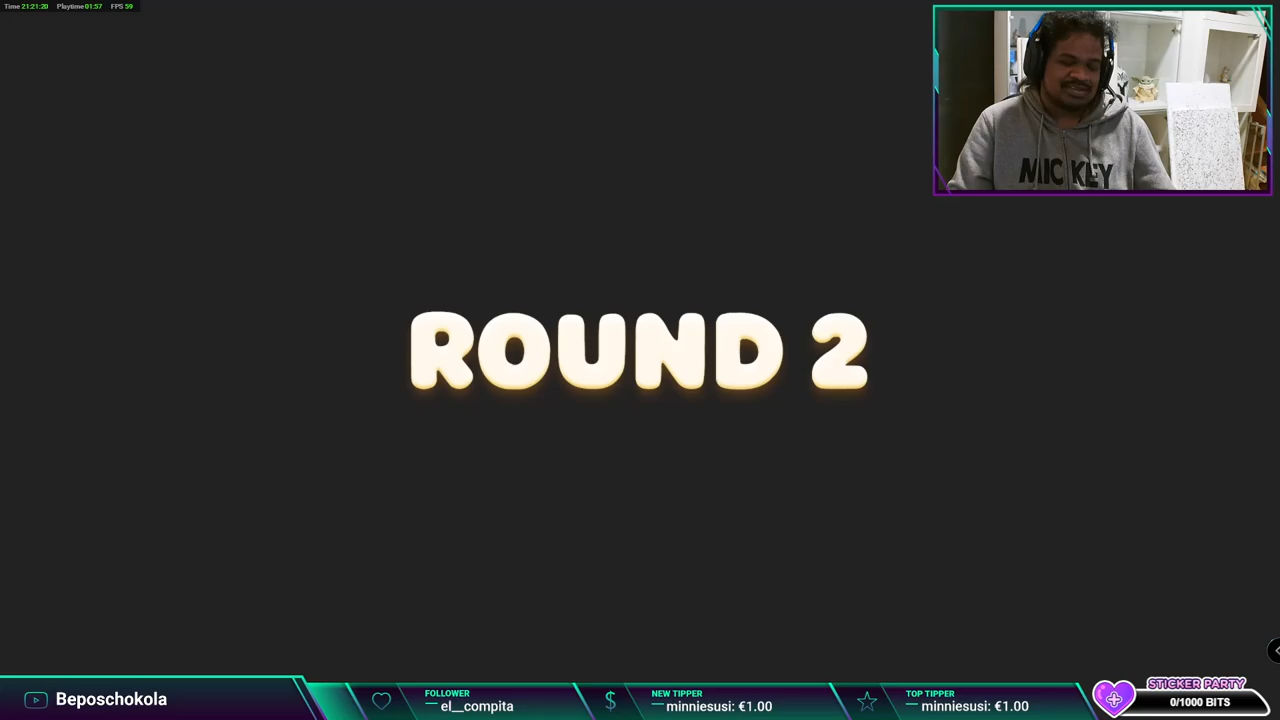 Time 21:21:20 Playtime 01:57 FPS 59
MICKEY
ROUND 2
Beposchokola
FOLLOWER
el__compita
NEW TIPPER
minniesusi: €1.00
TOP TIPPER
minniesusi: €1.00
STICKER PARTY
0/1000 BITS